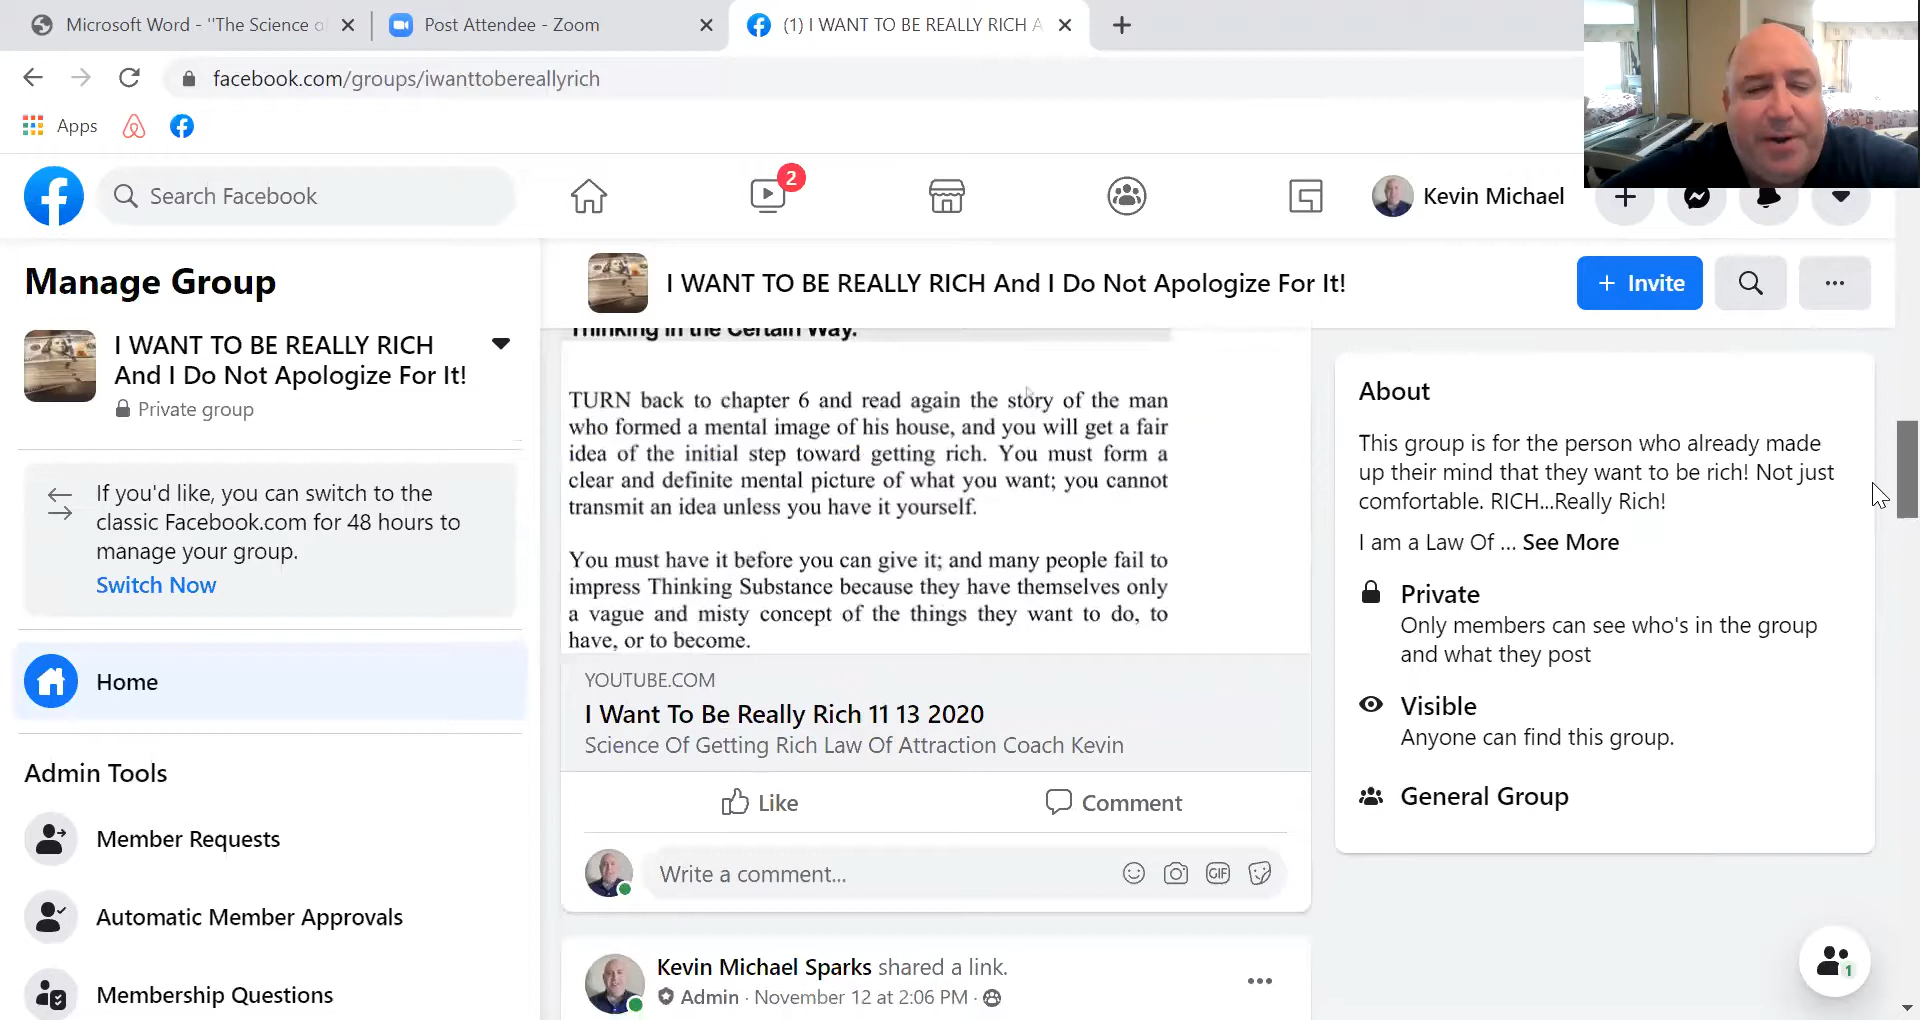 Microsoft Word - "The Science o
Post Attendee - Zoom
(1) I WANT TO BE REALLY RICH A
facebook.com/groups/iwanttobereallyrich
Apps
Search Facebook
2
Kevin Michael
Manage Group
I WANT TO BE REALLY RICH
And I Do Not Apologize For It!
Private group
If you'd like, you can switch to the
classic Facebook.com for 48 hours to
manage your group.
Switch Now
Home
Admin Tools
Member Requests
Automatic Member Approvals
Membership Questions
I WANT TO BE REALLY RICH And I Do Not Apologize For It!
+ Invite
Thinking in the Certain Way.
TURN back to chapter 6 and read again the story of the man
who formed a mental image of his house, and you will get a fair
idea of the initial step toward getting rich. You must form a
clear and definite mental picture of what you want; you cannot
transmit an idea unless you have it yourself.
You must have it before you can give it; and many people fail to
impress Thinking Substance because they have themselves only
a vague and misty concept of the things they want to do, to
have, or to become.
YOUTUBE.COM
I Want To Be Really Rich 11 13 2020
Science Of Getting Rich Law Of Attraction Coach Kevin
Like
Comment
Write a comment...
GIF
Kevin Michael Sparks shared a link.
Admin · November 12 at 2:06 PM ·
About
This group is for the person who already made
up their mind that they want to be rich! Not just
comfortable. RICH...Really Rich!
I am a Law Of ... See More
Private
Only members can see who's in the group
and what they post
Visible
Anyone can find this group.
General Group
1